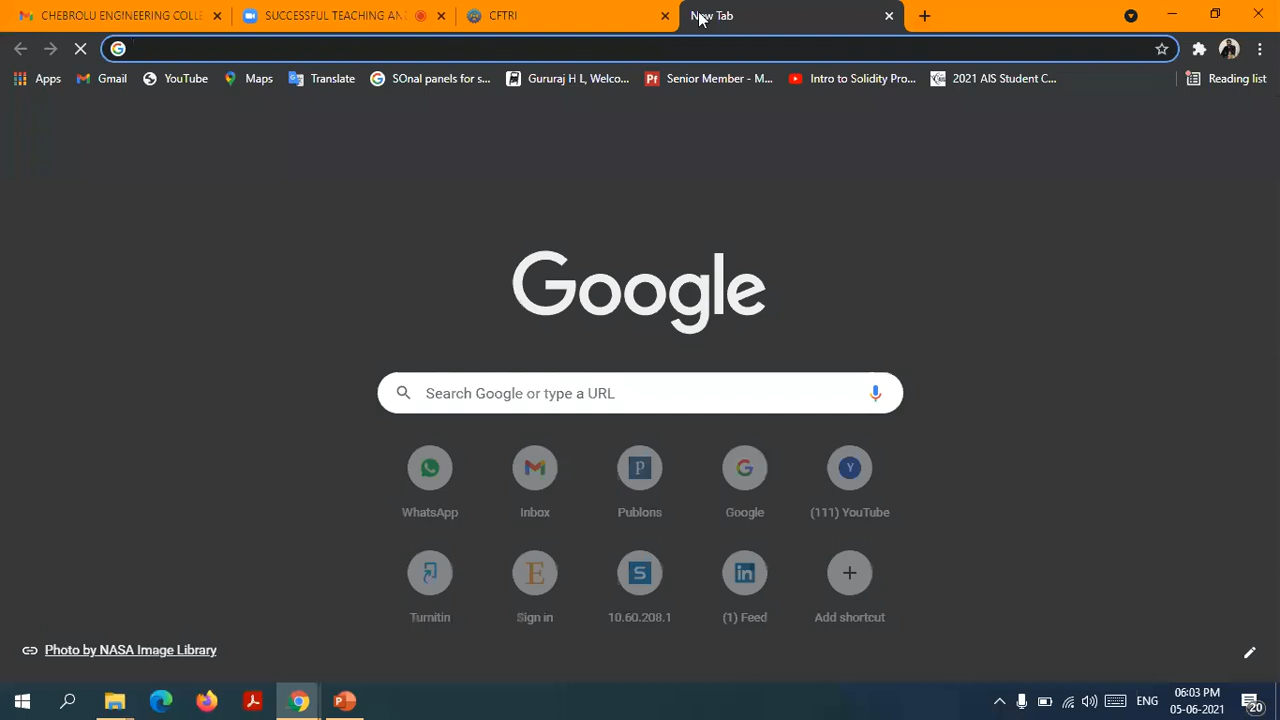 CHEBROLU ENGINEERING COLLE
SUCCESSFUL TEACHING AN
CFTRI
New Tab
Apps
Gmail
YouTube
Maps
Translate
SOnal panels for s...
Gururaj H L, Welco...
Senior Member - M...
Intro to Solidity Pro...
2021 AIS Student C...
Reading list
Google
Search Google or type a URL
WhatsApp
Inbox
Publons
Google
(111) YouTube
Turnitin
Sign in
10.60.208.1
(1) Feed
Add shortcut
Photo by NASA Image Library
ENG
06:03 PM
05-06-2021
20